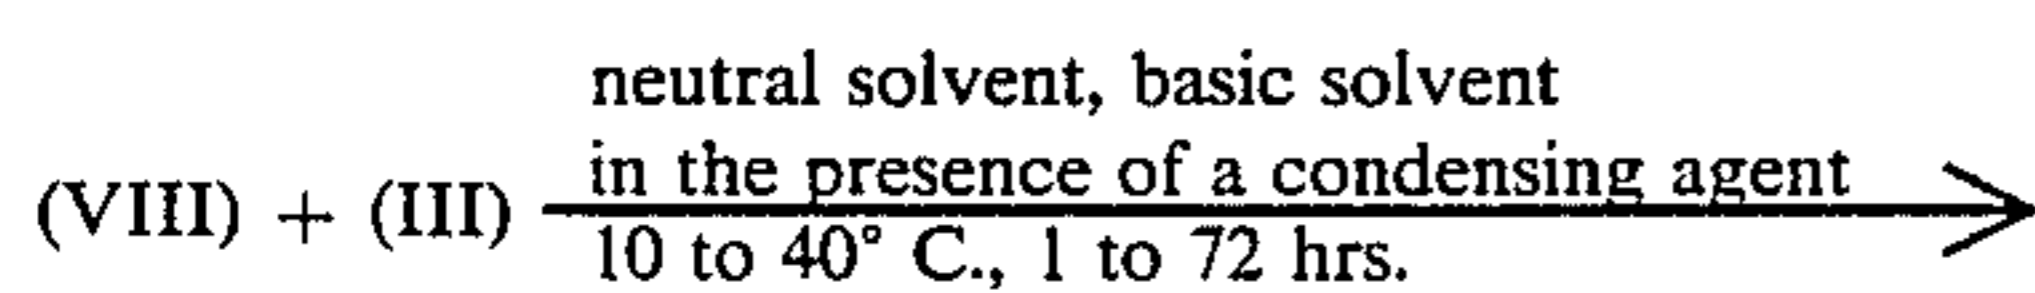 neutral solvent, basic solvent
in the presence of a condensing agent
(VIII) + (III)
10 to 40° C., 1 to 72 hrs.